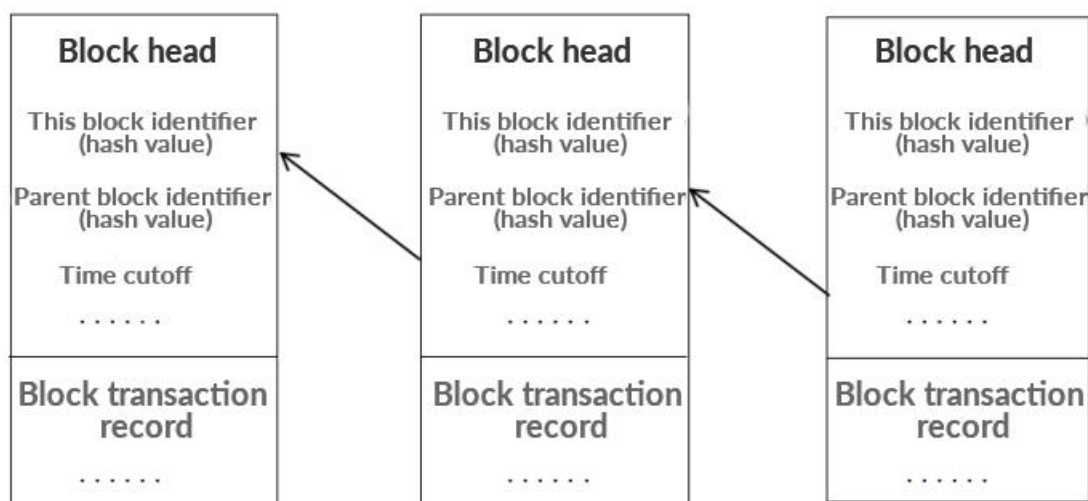 Block head
This block identifier
(hash value)
Parent block identifier
(hash value)
Time cutoff
. . . . . .
Block transaction
record
. . . . . .
Block head
This block identifier
(hash value)
Parent block identifier
(hash value)
Time cutoff
. . . . . .
Block transaction
record
. . . . . .
Block head
This block identifier
(hash value)
Parent block identifier
(hash value)
Time cutoff
. . . . . .
Block transaction
record
. . . . . .